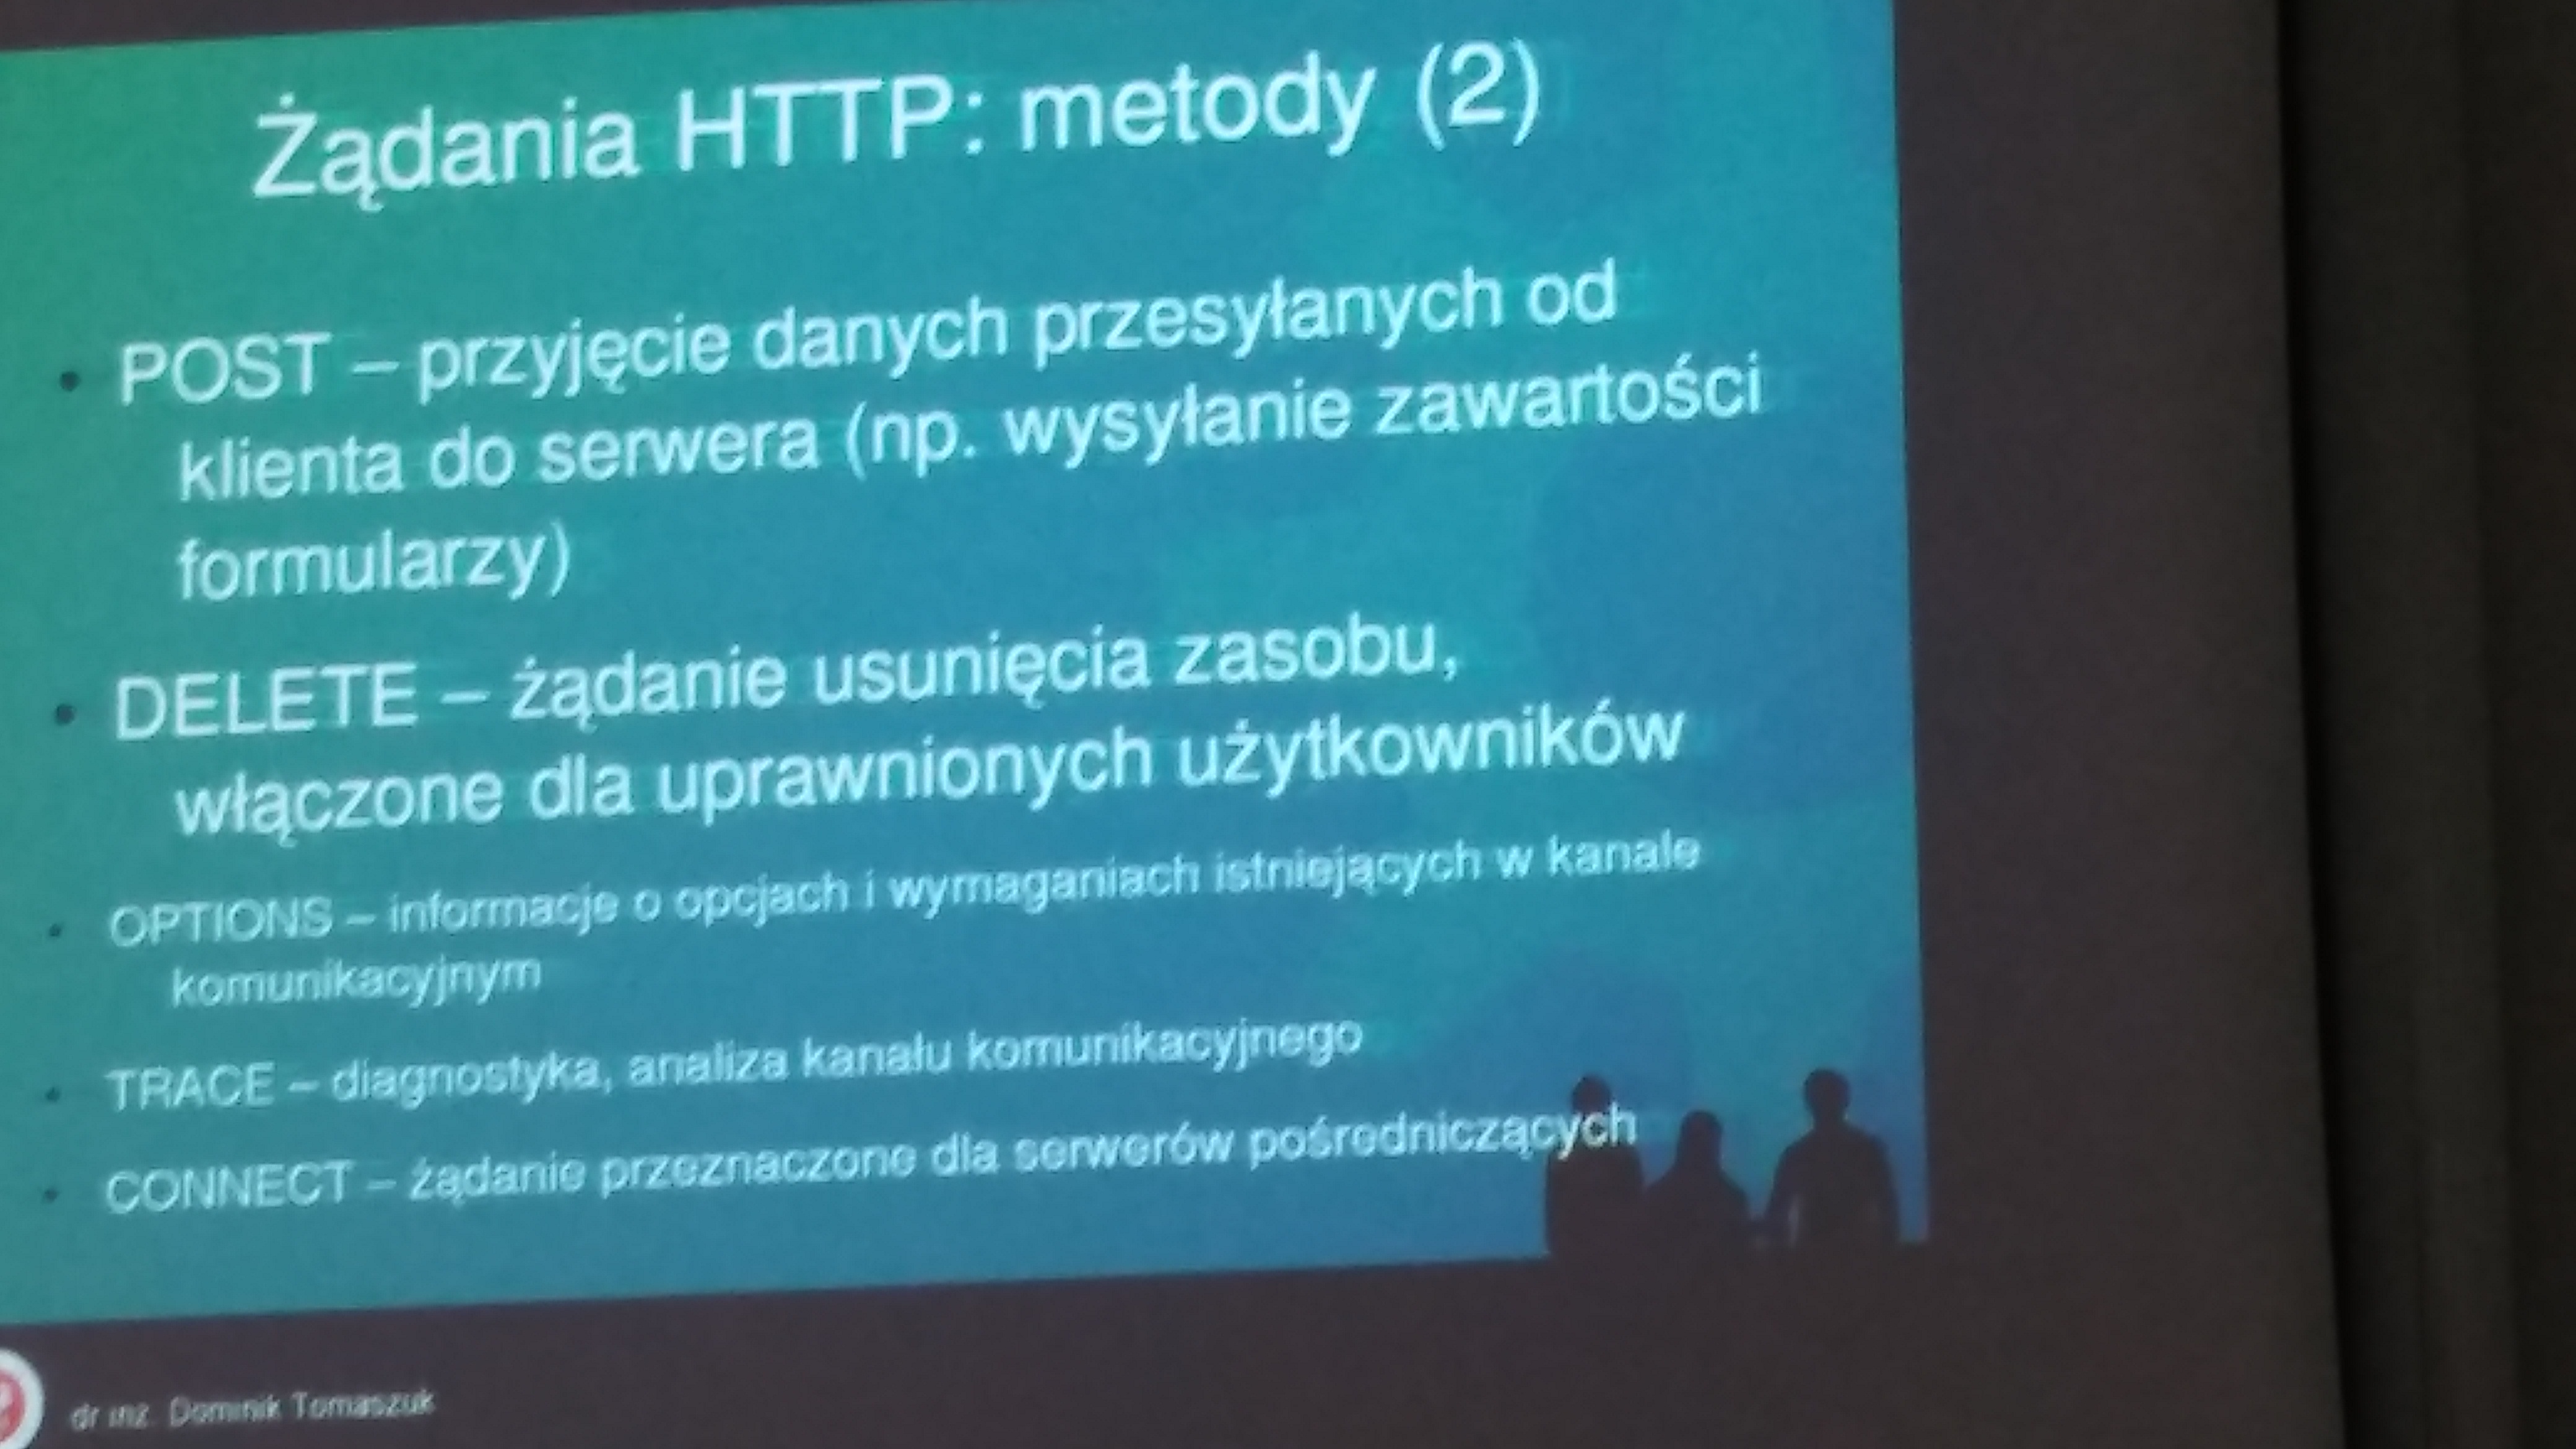 Żądania HTTP: metody (2)
• POST – przyjęcie danych przesyłanych od
klienta do serwera (np. wysyłanie zawartości
formularzy)
• DELETE – żądanie usunięcia zasobu,
włączone dla uprawnionych użytkowników
• OPTIONS – informacje o opcjach i wymaganiach istniejących w kanale
komunikacyjnym
• TRACE – diagnostyka, analiza kanału komunikacyjnego
• CONNECT – żądanie przeznaczone dla serwerów pośredniczących
dr inż. Dominik Tomaszuk